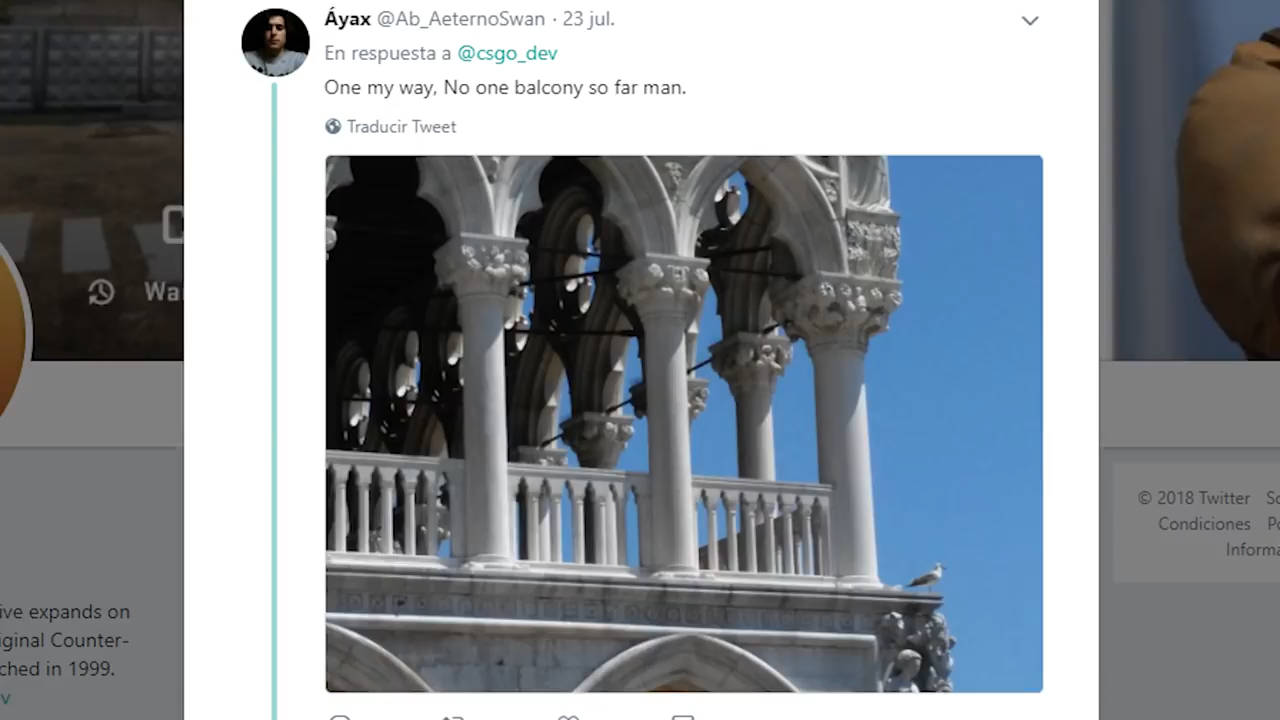 Áyax @Ab_AeternoSwan · 23 jul.
En respuesta a @csgo_dev
One my way, No one balcony so far man.
Traducir Tweet
© 2018 Twitter
Condiciones
ive expands on
iginal Counter-
ched in 1999.